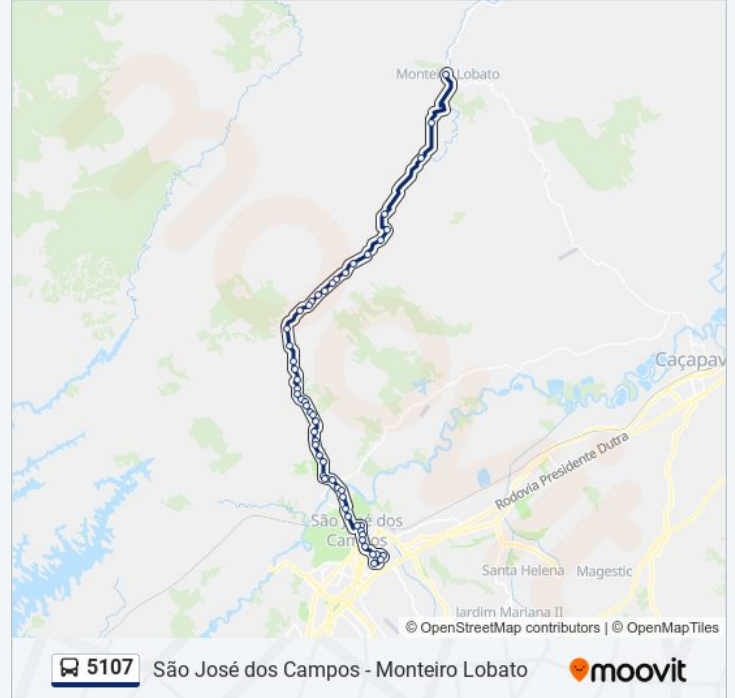 Monteiro Lobato
Caçapav
Rodovia Presidente Dutra
São José dos
Campos
Santa Helena
Magestic
Jardim Mariana II
moovit
© OpenStreetMap contributors | © OpenMapTiles
5107
São José dos Campos - Monteiro Lobato
moovit